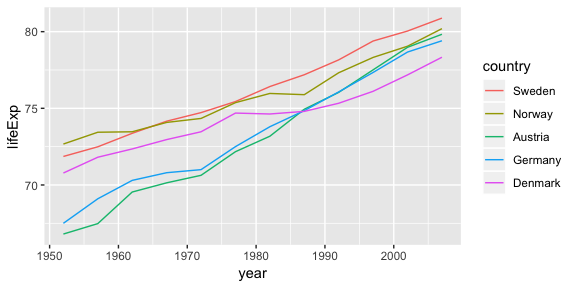 80
75
70
lifeExp
1950
1960
1970
1980
1990
2000
year
country
Sweden
Norway
Austria
Germany
Denmark